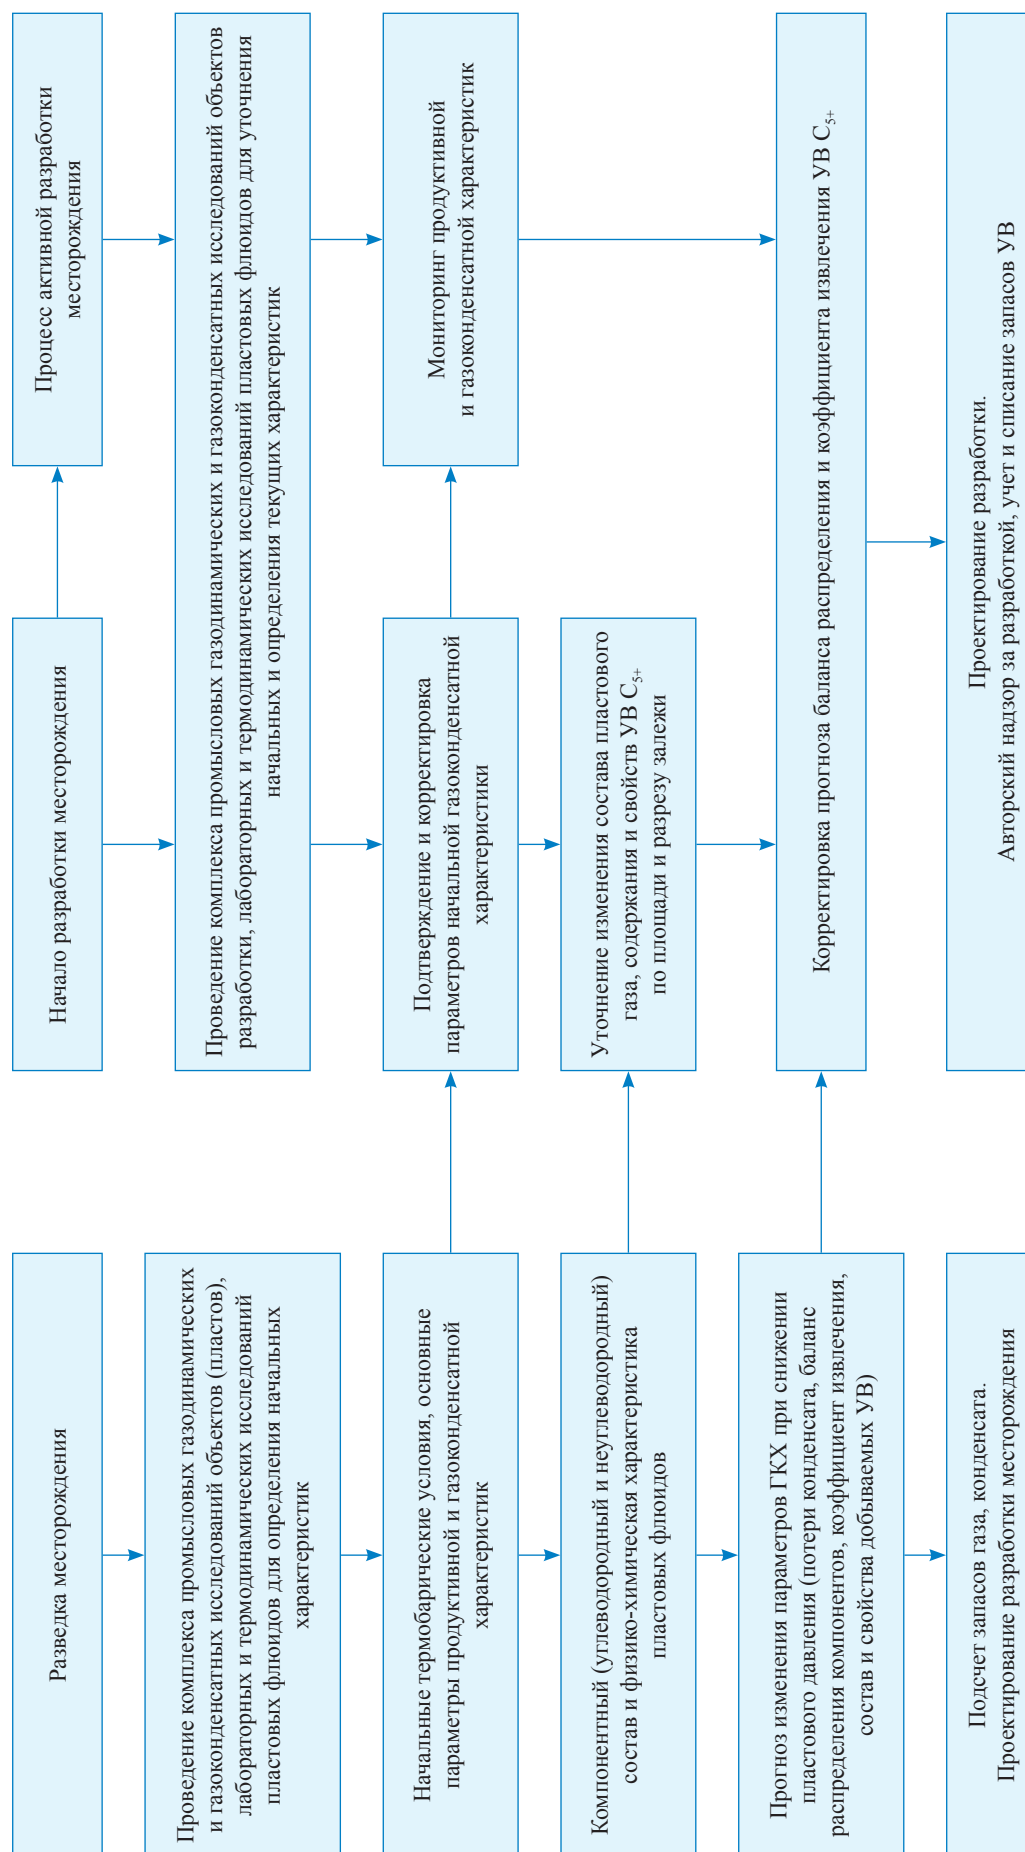 Разведка месторождения
Проведение комплекса промысловых газодинамических
и газоконденсатных исследований объектов (пластов),
лабораторных и термодинамических исследований
пластовых флюидов для определения начальных
характеристик
Начальные термобарические условия, основные
параметры продуктивной и газоконденсатной
характеристик
Компонентный (углеводородный и неуглеводородный)
состав и физико-химическая характеристика
пластовых флюидов
Прогноз изменения параметров ГКХ при снижении
пластового давления (потери конденсата, баланс
распределения компонентов, коэффициент извлечения,
состав и свойства добываемых УВ)
Подсчет запасов газа, конденсата.
Проектирование разработки месторождения
Начало разработки месторождения
Процесс активной разработки
месторождения
Проведение комплекса промысловых газодинамических и газоконденсатных исследований объектов
разработки, лабораторных и термодинамических исследований пластовых флюидов для уточнения
начальных и определения текущих характеристик
Подтверждение и корректировка
параметров начальной газоконденсатной
характеристики
Мониторинг продуктивной
и газоконденсатной характеристик
Уточнение изменения состава пластового
газа, содержания и свойств УВ C₅₊
по площади и разрезу залежи
Корректировка прогноза баланса распределения и коэффициента извлечения УВ C₅₊
Проектирование разработки.
Авторский надзор за разработкой, учет и списание запасов УВ